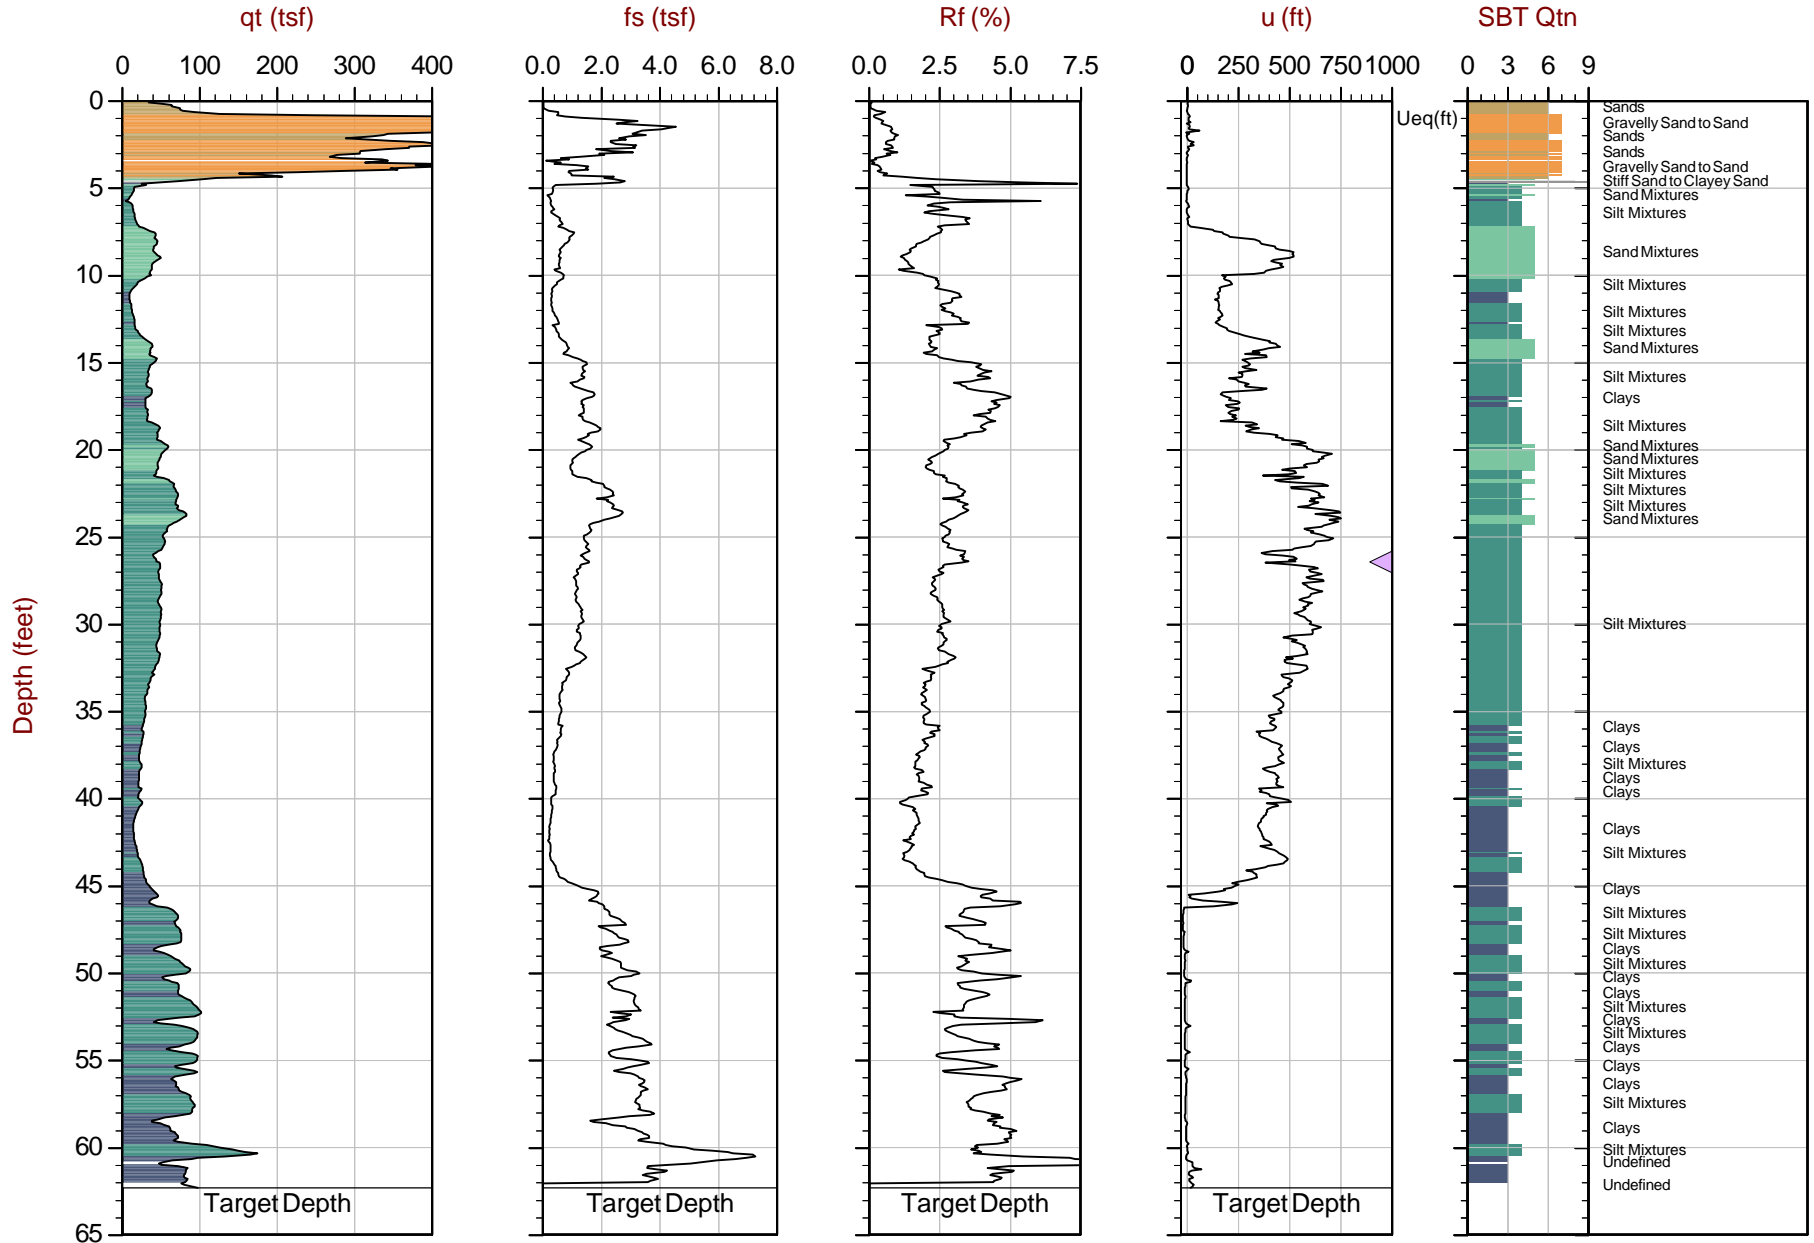 qt (tsf) fs (tsf) Rf (%) u (ft) SBT Qtn
0 100 200 300 400 0.0 2.0 4.0 6.0 8.0 0.0 2.5 5.0 7.5 0 250 500 750 1000 0 3 6 9
Ueq(ft)
Depth (feet)
0
5
10
15
20
25
30
35
40
45
50
55
60
65
Sands
Gravelly Sand to Sand
Sands
Sands
Gravelly Sand to Sand
Stiff Sand to Clayey Sand
Sand Mixtures
Silt Mixtures
Sand Mixtures
Silt Mixtures
Silt Mixtures
Silt Mixtures
Sand Mixtures
Silt Mixtures
Clays
Silt Mixtures
Sand Mixtures
Sand Mixtures
Silt Mixtures
Silt Mixtures
Silt Mixtures
Sand Mixtures
Silt Mixtures
Clays
Clays
Silt Mixtures
Clays
Clays
Clays
Silt Mixtures
Clays
Silt Mixtures
Silt Mixtures
Clays
Silt Mixtures
Clays
Clays
Silt Mixtures
Clays
Silt Mixtures
Clays
Clays
Clays
Silt Mixtures
Clays
Silt Mixtures
Undefined
Undefined
Target Depth Target Depth Target Depth Target Depth